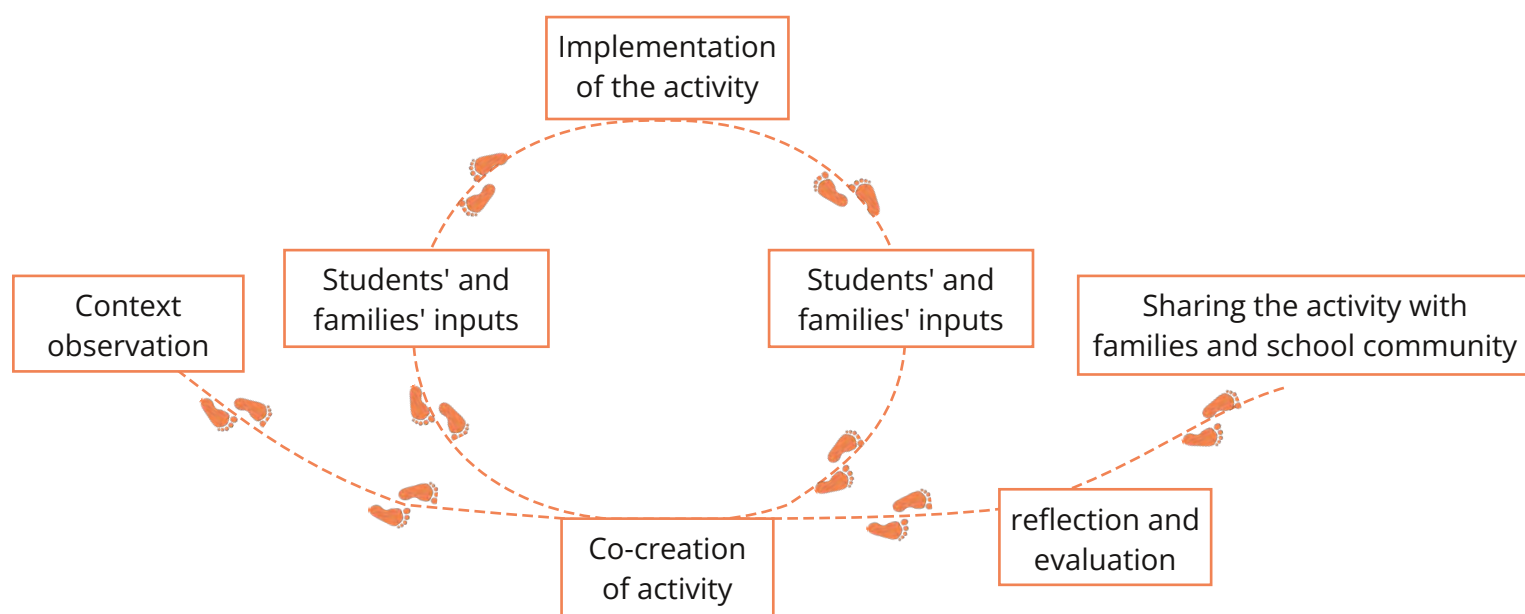 Implementation
of the activity
Students' and
families' inputs
Students' and
families' inputs
Context
observation
Sharing the activity with
families and school community
reflection and
evaluation
Co-creation
of activity